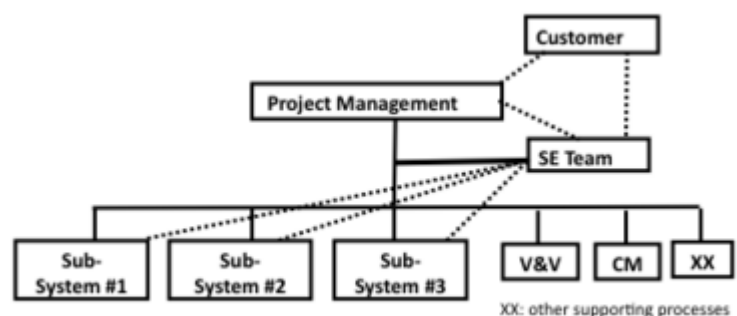 Customer
Project Management
SE Team
Sub-
System #1
Sub-
System #2
Sub-
System #3
V&V
CM
XX
XX: other supporting processes